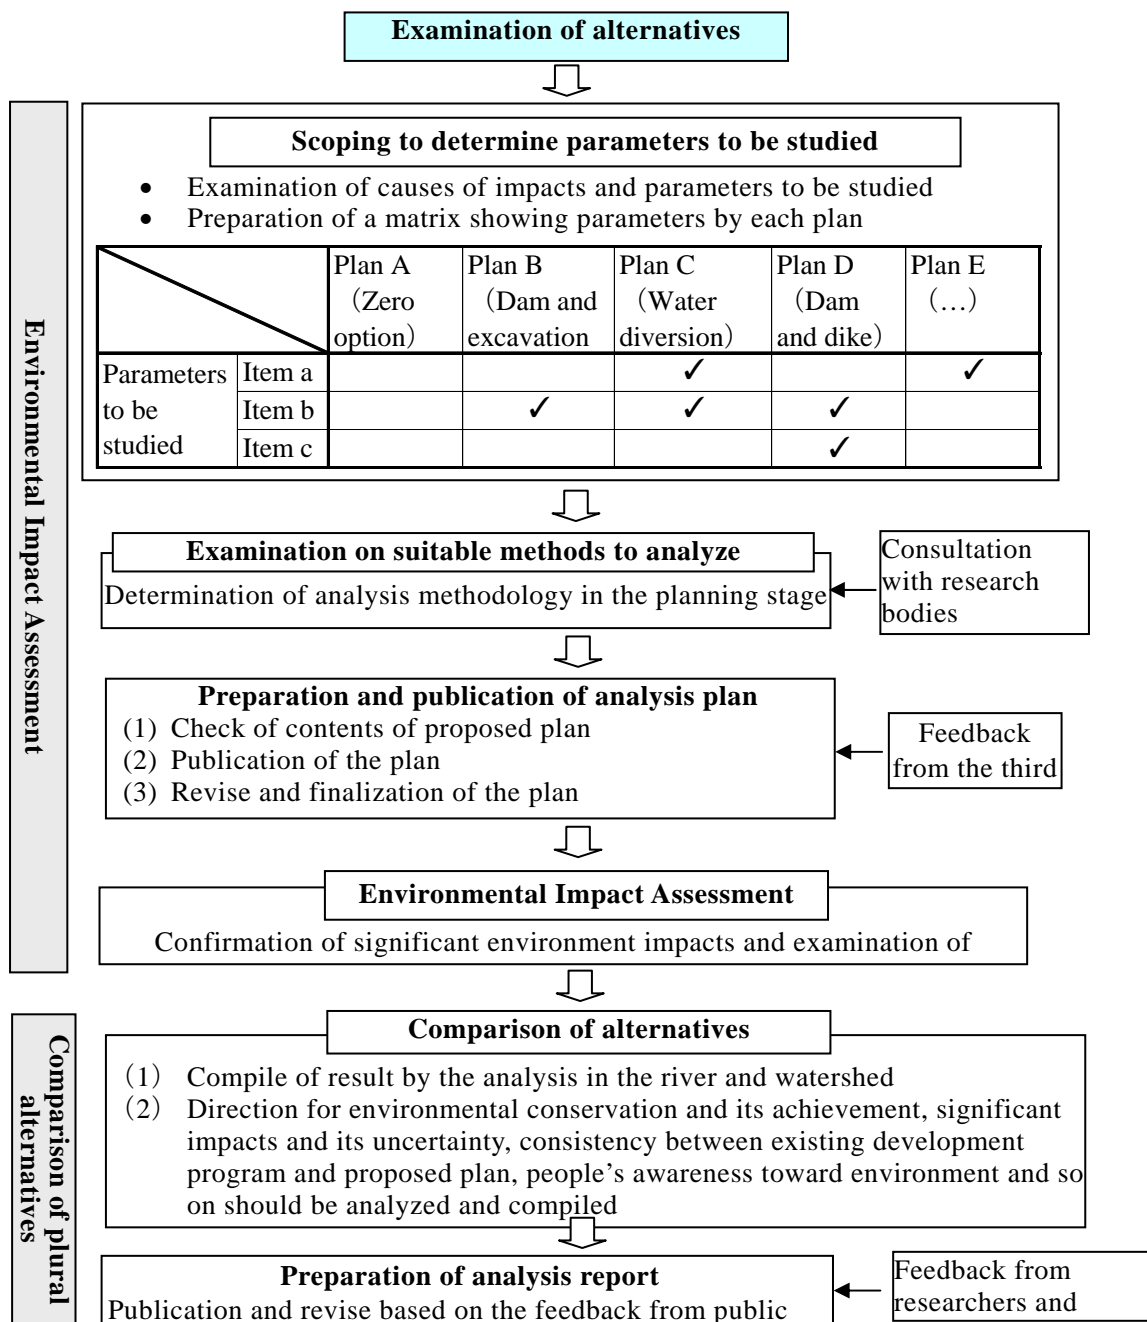 Examination of alternatives
Environmental Impact Assessment
Scoping to determine parameters to be studied
• Examination of causes of impacts and parameters to be studied
• Preparation of a matrix showing parameters by each plan
Plan A
（Zero
option）
Plan B
（Dam and
excavation
Plan C
（Water
diversion）
Plan D
（Dam
and dike）
Plan E
（…）
Parameters
to be
studied
Item a ✓ ✓
Item b ✓ ✓ ✓
Item c ✓
Examination on suitable methods to analyze
Determination of analysis methodology in the planning stage
Consultation
with research
bodies
Preparation and publication of analysis plan
(1) Check of contents of proposed plan
(2) Publication of the plan
(3) Revise and finalization of the plan
Feedback
from the third
Environmental Impact Assessment
Confirmation of significant environment impacts and examination of
Comparison of plural
alternatives
Comparison of alternatives
（1） Compile of result by the analysis in the river and watershed
（2） Direction for environmental conservation and its achievement, significant
impacts and its uncertainty, consistency between existing development
program and proposed plan, people’s awareness toward environment and so
on should be analyzed and compiled
Preparation of analysis report
Publication and revise based on the feedback from public
Feedback from
researchers and